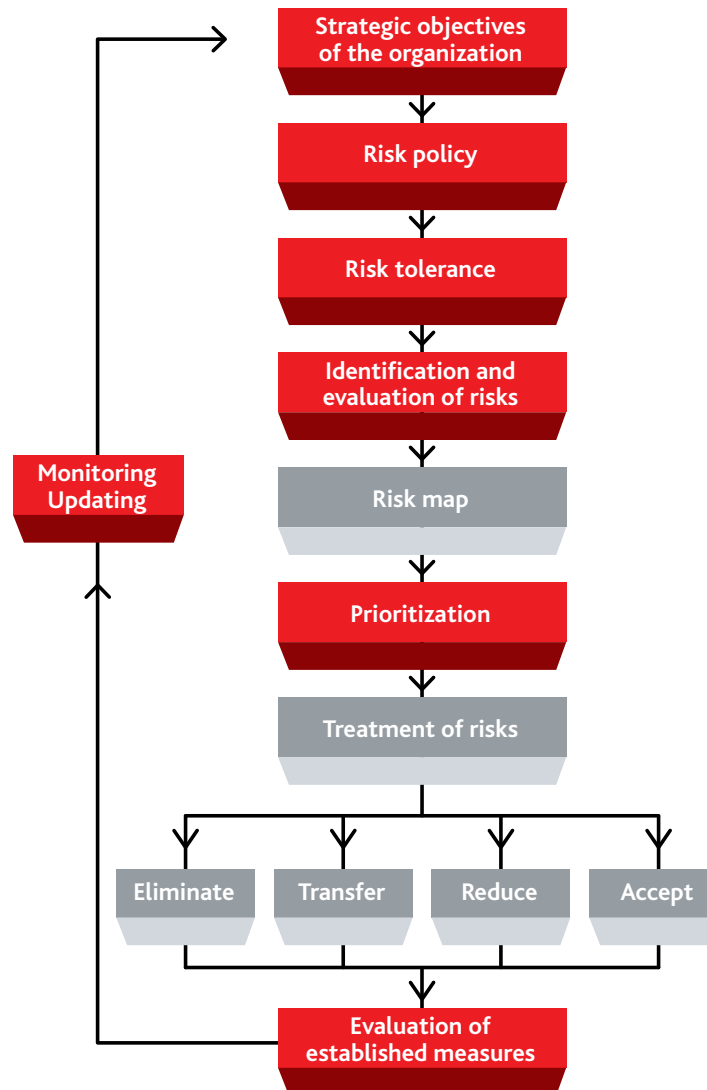 Strategic objectives
of the organization
Risk policy
Risk tolerance
Identification and
evaluation of risks
Monitoring
Updating
Risk map
Prioritization
Treatment of risks
Eliminate
Transfer
Reduce
Accept
Evaluation of
established measures